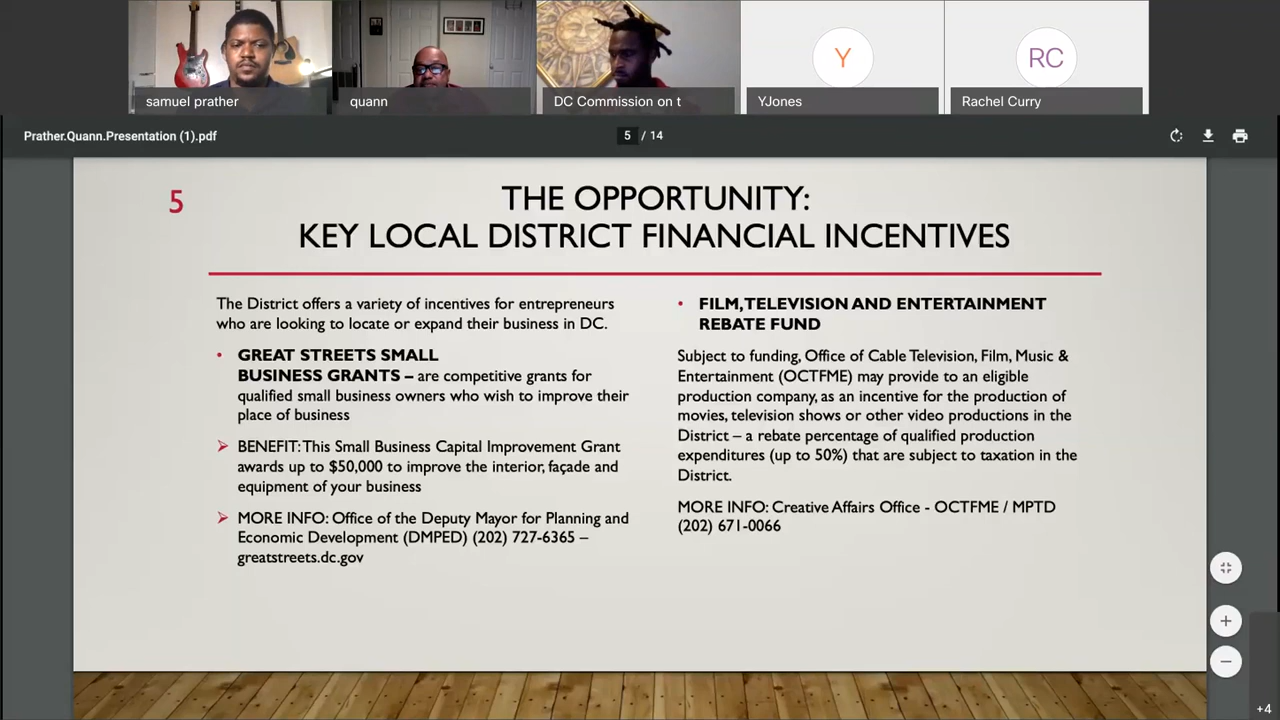 samuel prather
quann
DC Commission on t
Y
YJones
RC
Rachel Curry
Prather.Quann.Presentation (1).pdf
5 / 14
5
THE OPPORTUNITY:
KEY LOCAL DISTRICT FINANCIAL INCENTIVES
The District offers a variety of incentives for entrepreneurs
who are looking to locate or expand their business in DC.
• GREAT STREETS SMALL
BUSINESS GRANTS – are competitive grants for
qualified small business owners who wish to improve their
place of business
➢ BENEFIT: This Small Business Capital Improvement Grant
awards up to $50,000 to improve the interior, façade and
equipment of your business
➢ MORE INFO: Office of the Deputy Mayor for Planning and
Economic Development (DMPED) (202) 727-6365 –
greatstreets.dc.gov
• FILM, TELEVISION AND ENTERTAINMENT
REBATE FUND
Subject to funding, Office of Cable Television, Film, Music &
Entertainment (OCTFME) may provide to an eligible
production company, as an incentive for the production of
movies, television shows or other video productions in the
District – a rebate percentage of qualified production
expenditures (up to 50%) that are subject to taxation in the
District.
MORE INFO: Creative Affairs Office - OCTFME / MPTD
(202) 671-0066
+4